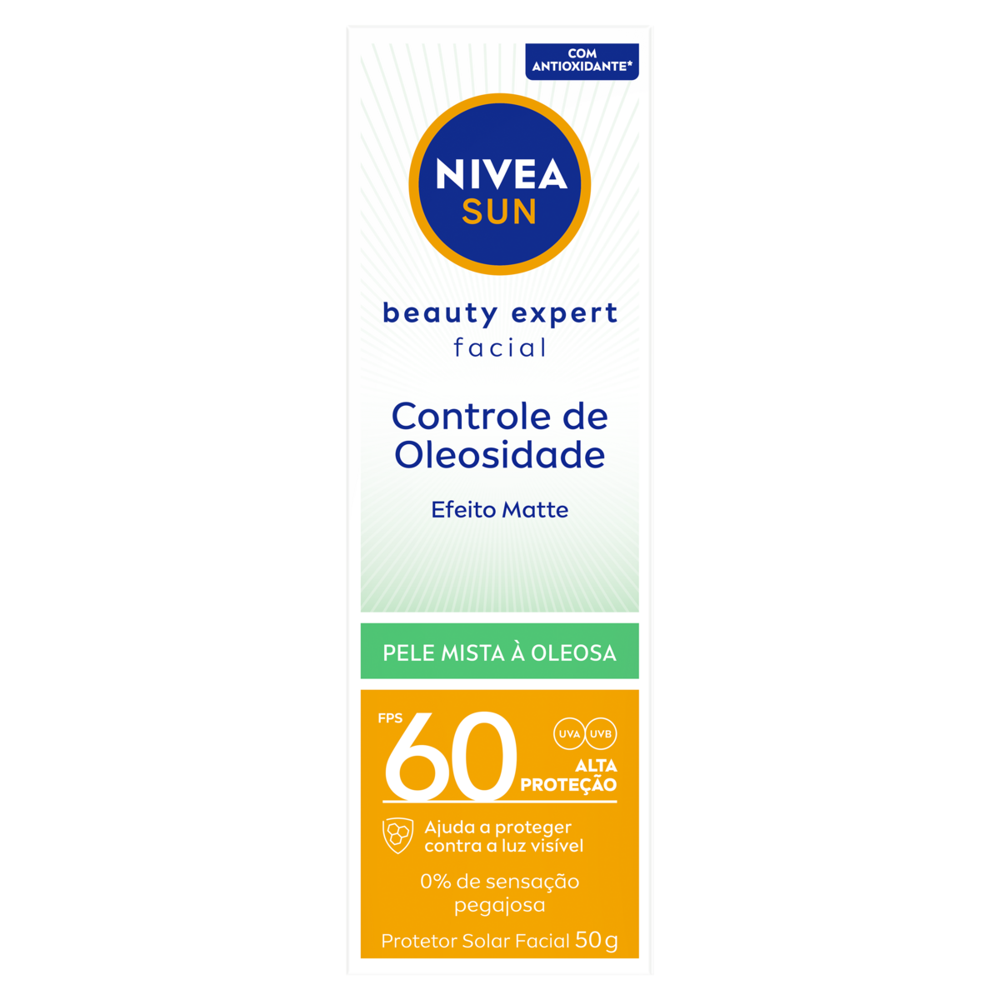 COM
ANTIOXIDANTE*
NIVEA
SUN
beauty expert
facial
Controle de
Oleosidade
Efeito Matte
PELE MISTA À OLEOSA
FPS
60
UVA UVB
ALTA
PROTEÇÃO
Ajuda a proteger
contra a luz visível
0% de sensação
pegajosa
Protetor Solar Facial 50g